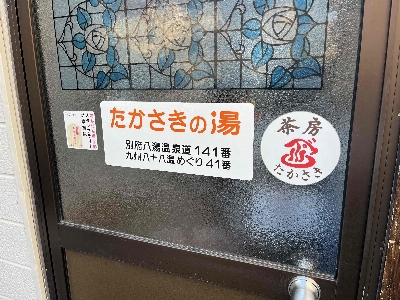 たかさきの湯
別府八湯温泉道141番
九州八十八湯めぐり41番
茶房
たかさき